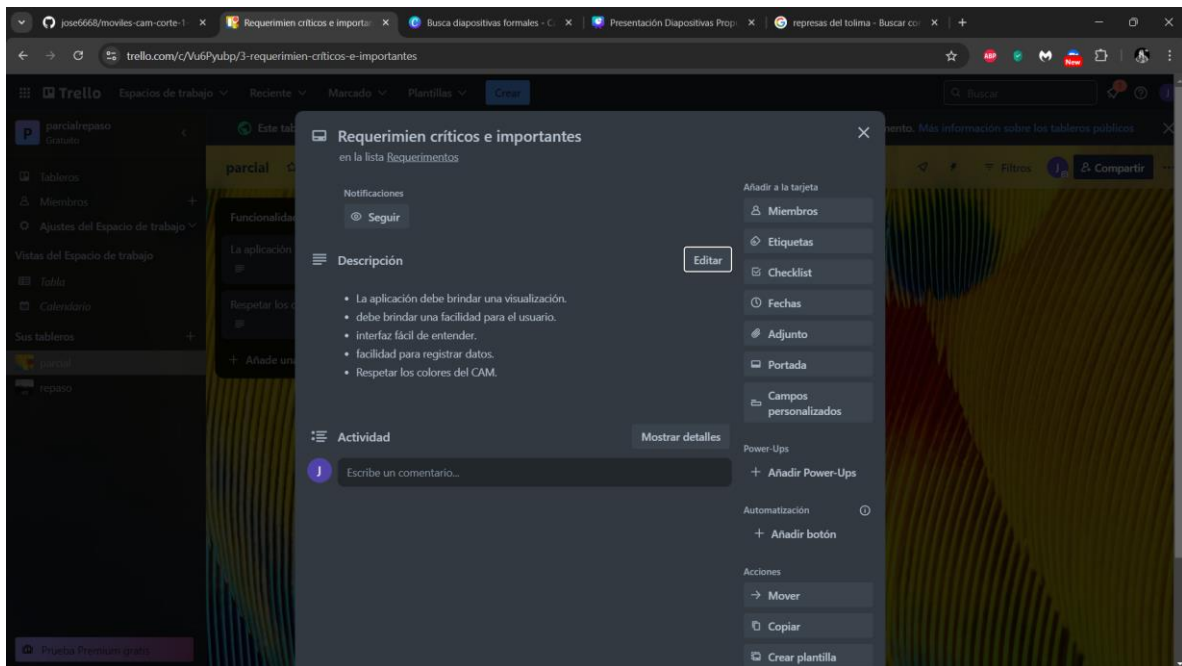 jose6668/moviles-cam-corte-1
Requerimien críticos e importan
Busca diapositivas formales - C
Presentación Diapositivas Prop
represas del tolima - Buscar con
trello.com/c/Vu6Pyubp/3-requerimien-críticos-e-importantes
ABP
New
Trello Espacios de trabajo Reciente Marcado Plantillas Crear
Buscar
P parcialrepaso
Gratuito
Este tab
mento. Más información sobre los tableros públicos
Tableros
Miembros
Ajustes del Espacio de trabajo
Vistas del Espacio de trabajo
Tabla
Calendario
Sus tableros
parcial
repaso
Prueba Premium gratis
parcial
Filtros
J
Compartir
Funcionalida
La aplicación
Respetar los c
+ Añade una
Requerimien críticos e importantes
en la lista Requerimentos
Notificaciones
Seguir
Descripción
Editar
• La aplicación debe brindar una visualización.
• debe brindar una facilidad para el usuario.
• interfaz fácil de entender.
• facilidad para registrar datos.
• Respetar los colores del CAM.
Actividad
Mostrar detalles
J
Escribe un comentario...
Añadir a la tarjeta
Miembros
Etiquetas
Checklist
Fechas
Adjunto
Portada
Campos
personalizados
Power-Ups
+ Añadir Power-Ups
Automatización
+ Añadir botón
Acciones
→ Mover
Copiar
Crear plantilla